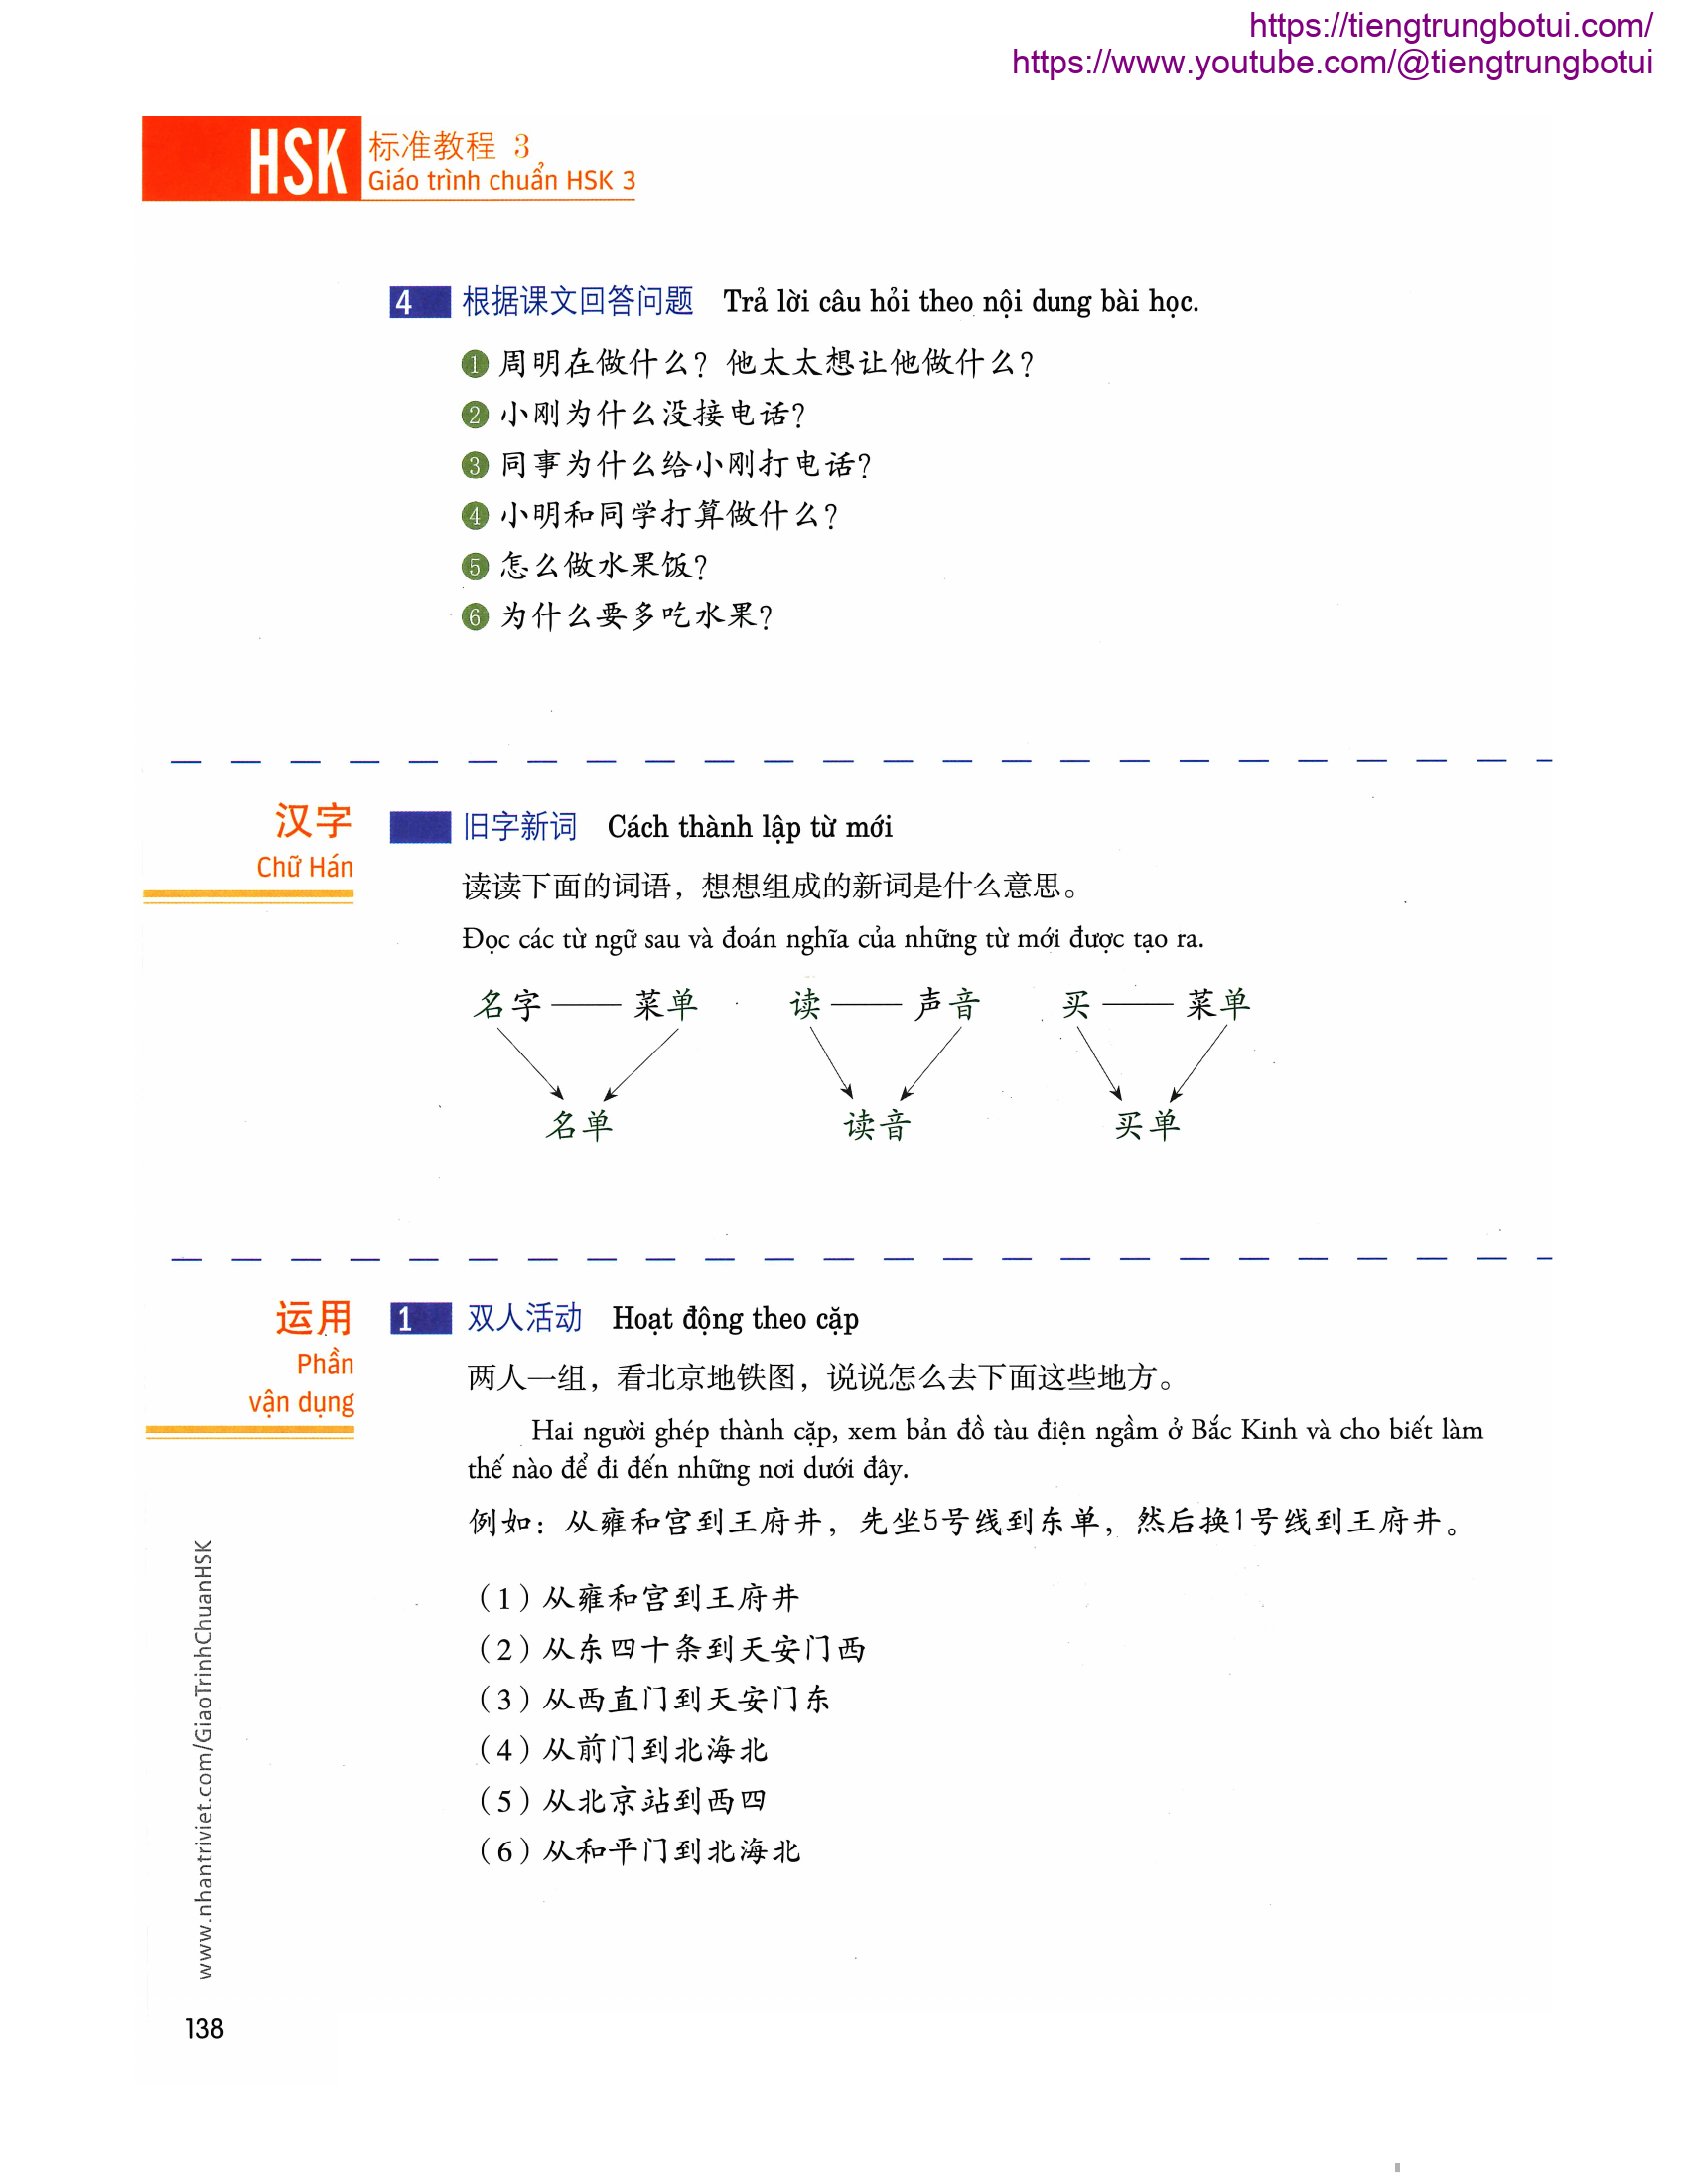 https://tiengtrungbotui.com/
https://www.youtube.com/@tiengtrungbotui
HSK 标准教程 3
Giáo trình chuẩn HSK 3
4 根据课文回答问题 Trả lời câu hỏi theo nội dung bài học.
1 周明在做什么？他太太想让他做什么？
2 小刚为什么没接电话？
3 同事为什么给小刚打电话？
4 小明和同学打算做什么？
5 怎么做水果饭？
6 为什么要多吃水果？
汉字
Chữ Hán
旧字新词 Cách thành lập từ mới
读读下面的词语，想想组成的新词是什么意思。
Đọc các từ ngữ sau và đoán nghĩa của những từ mới được tạo ra.
名字 —— 菜单 读 —— 声音 买 —— 菜单
名单 读音 买单
运用
Phần
vận dụng
1 双人活动 Hoạt động theo cặp
两人一组，看北京地铁图，说说怎么去下面这些地方。
Hai người ghép thành cặp, xem bản đồ tàu điện ngầm ở Bắc Kinh và cho biết làm
thế nào để đi đến những nơi dưới đây.
例如：从雍和宫到王府井，先坐5号线到东单，然后换1号线到王府井。
（1）从雍和宫到王府井
（2）从东四十条到天安门西
（3）从西直门到天安门东
（4）从前门到北海北
（5）从北京站到西四
（6）从和平门到北海北
www.nhantriviet.com/GiaoTrinhChuanHSK
138